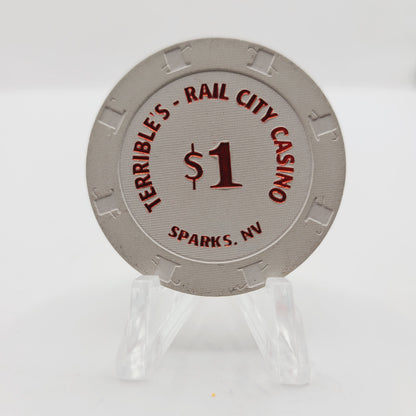 TERRIBLE'S - RAIL CITY CASINO
$1
SPARKS, NV